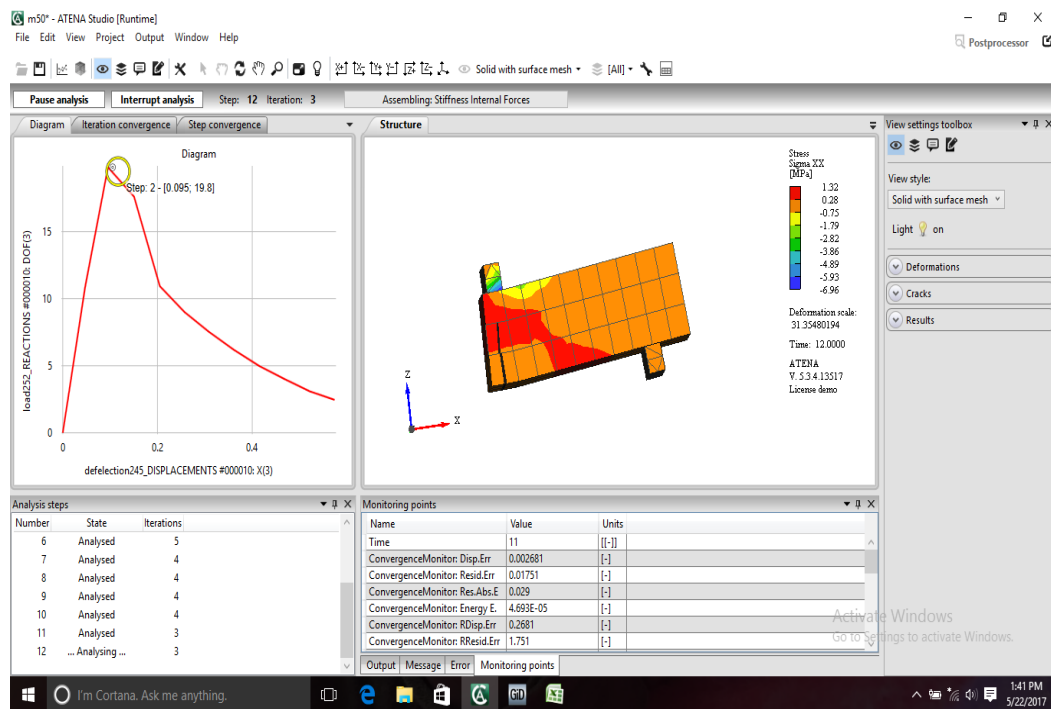 m50* - ATENA Studio [Runtime]
File Edit View Project Output Window Help
Postprocessor
Solid with surface mesh
[All]
Pause analysis Interrupt analysis Step: 12 Iteration: 3 Assembling: Stiffness Internal Forces
Diagram Iteration convergence Step convergence
Diagram
Step: 2 - [0.095; 19.8]
15
10
5
0
0 0.2 0.4
load252_REACTIONS #000010: DOF(3)
defelection245_DISPLACEMENTS #000010: X(3)
Structure
Stress
Sigma XX
[MPa]
1.32
0.28
-0.75
-1.79
-2.82
-3.86
-4.89
-5.93
-6.96
Deformation scale:
31.35480194
Time: 12.0000
ATENA
V. 5.3.4.13517
License demo
Z
X
View settings toolbox
View style:
Solid with surface mesh
Light on
Deformations
Cracks
Results
Analysis steps
Number State Iterations
6 Analysed 5
7 Analysed 4
8 Analysed 4
9 Analysed 4
10 Analysed 4
11 Analysed 3
12 ... Analysing ... 3
Monitoring points
Name Value Units
Time 11 [[-]]
ConvergenceMonitor: Disp.Err 0.002681 [-]
ConvergenceMonitor: Resid.Err 0.01751 [-]
ConvergenceMonitor: Res.Abs.E 0.029 [-]
ConvergenceMonitor: Energy E. 4.693E-05 [-]
ConvergenceMonitor: RDisp.Err 0.2681 [-]
ConvergenceMonitor: RResid.Err 1.751 [-]
Output Message Error Monitoring points
Activate Windows
Go to Settings to activate Windows.
I'm Cortana. Ask me anything.
GiD
1:41 PM
5/22/2017